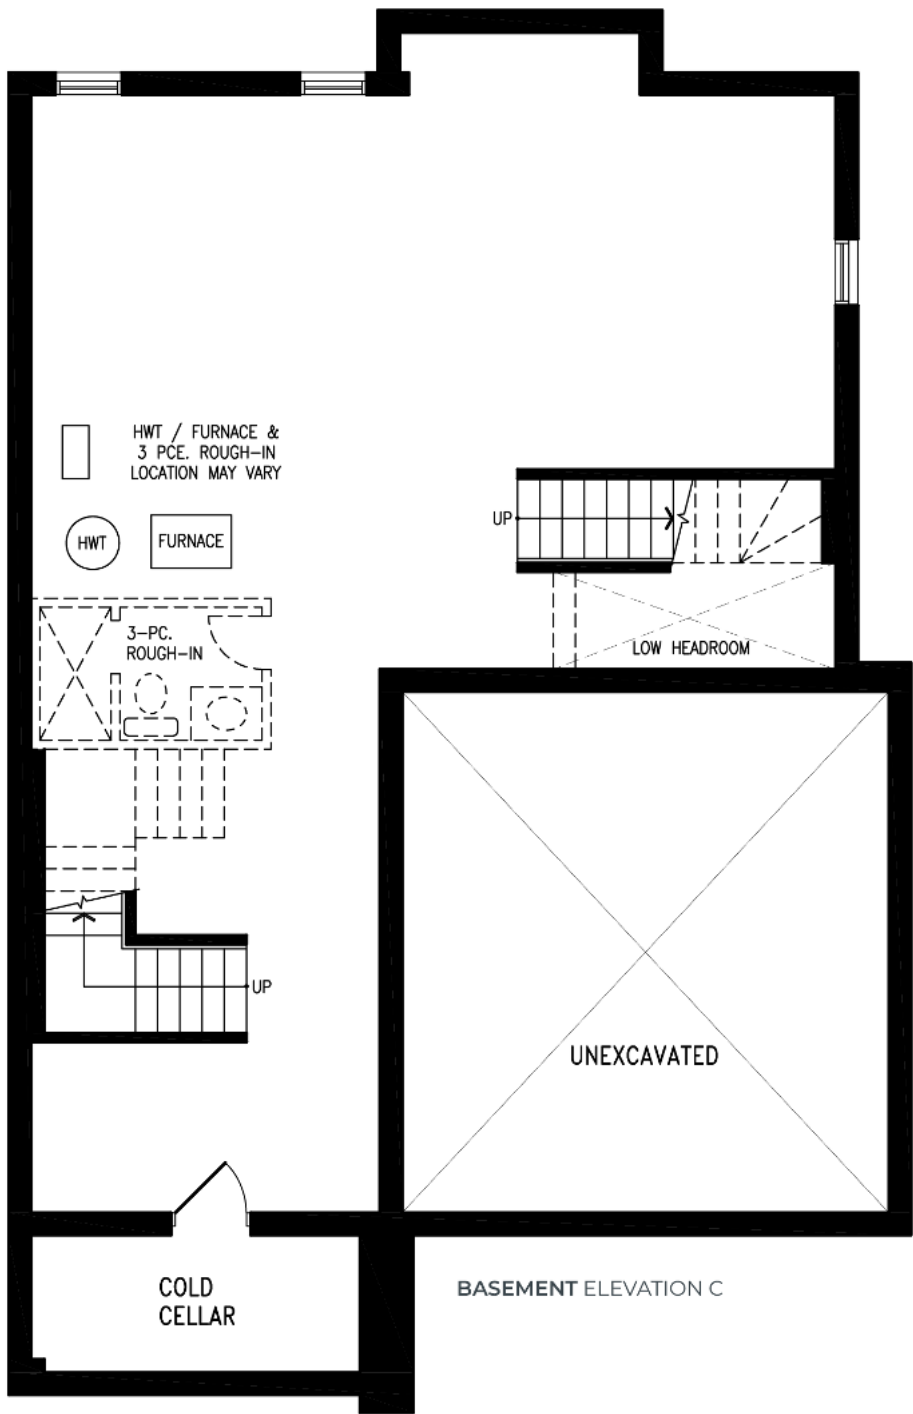 HWT / FURNACE &
3 PCE. ROUGH-IN
LOCATION MAY VARY
UP
HWT
FURNACE
3-PC.
ROUGH-IN
LOW HEADROOM
UP
UNEXCAVATED
COLD
CELLAR
BASEMENT ELEVATION C